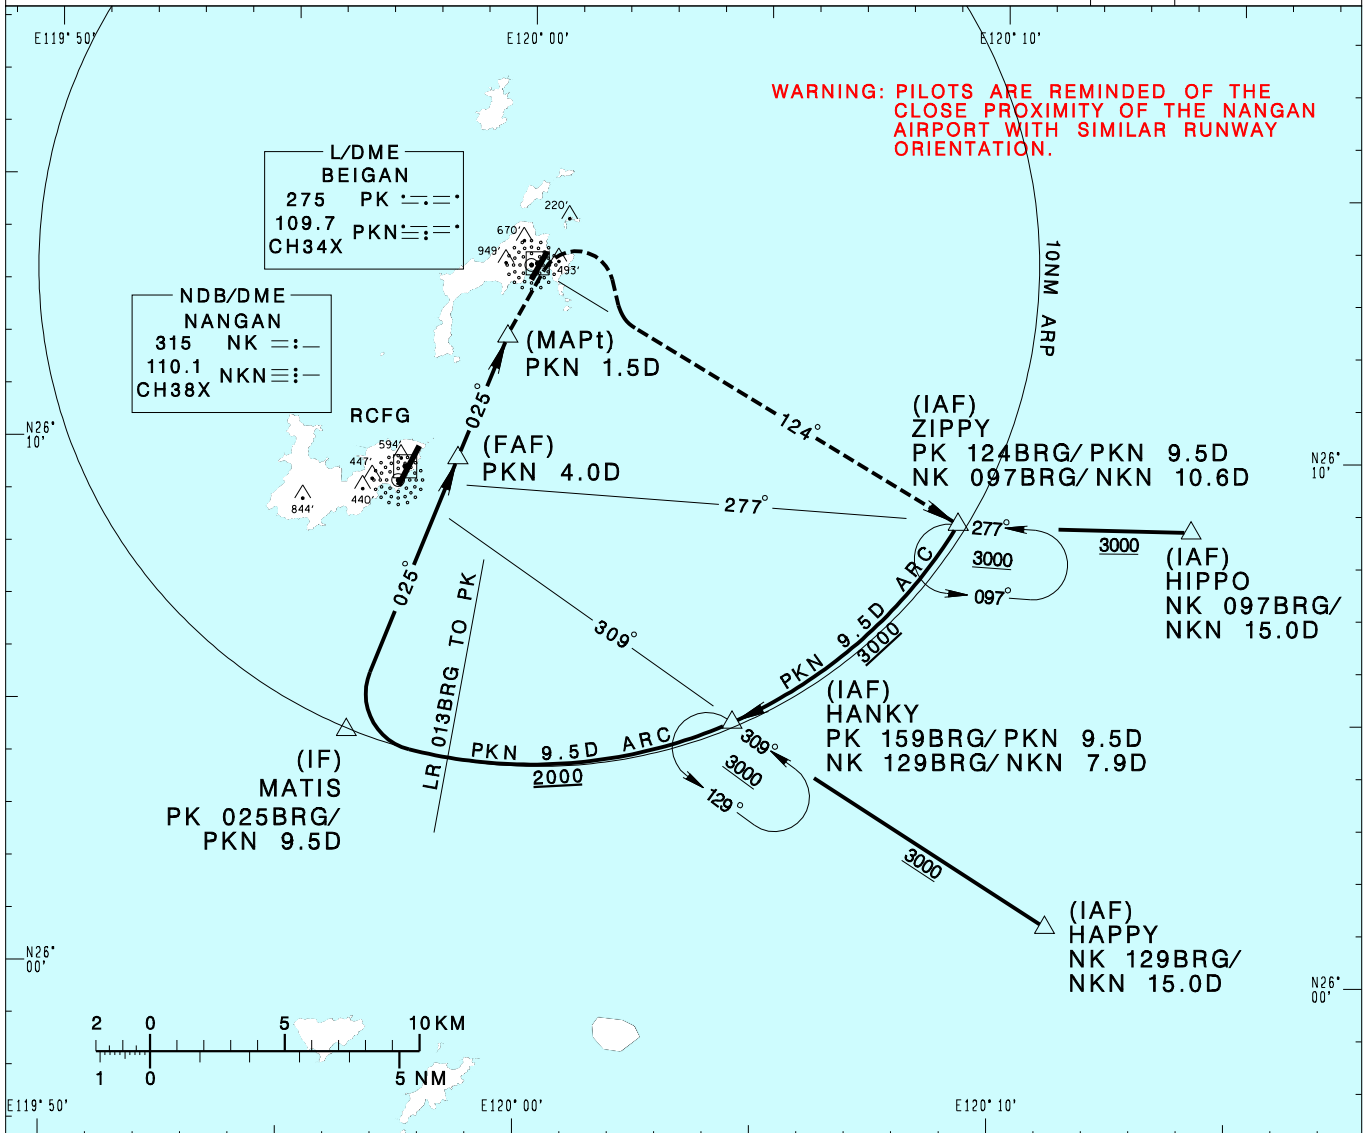 E119° 50'
E120° 00'
E120° 10'
WARNING: PILOTS ARE REMINDED OF THE
CLOSE PROXIMITY OF THE NANGAN
AIRPORT WITH SIMILAR RUNWAY
ORIENTATION.
L/DME
BEIGAN
275 PK
109.7
CH34X PKN
220'
670'
949'
493'
10NM ARP
NDB/DME
NANGAN
315 NK
110.1
CH38X NKN
(MAPt)
PKN 1.5D
RCFG
594'
447'
440'
844'
025°
(FAF)
PKN 4.0D
124°
(IAF)
ZIPPY
PK 124BRG/PKN 9.5D
NK 097BRG/NKN 10.6D
N26°
10'
N26°
10'
277°
277°
3000
097°
3000
(IAF)
HIPPO
NK 097BRG/
NKN 15.0D
025°
LR 013BRG TO PK
309°
PKN 9.5D ARC
3000
(IAF)
HANKY
PK 159BRG/PKN 9.5D
NK 129BRG/NKN 7.9D
309°
3000
129°
PKN 9.5D ARC
2000
(IF)
MATIS
PK 025BRG/
PKN 9.5D
3000
(IAF)
HAPPY
NK 129BRG/
NKN 15.0D
N26°
00'
N26°
00'
2 0 5 10 KM
1 0 5 NM
E119° 50'
E120° 00'
E120° 10'